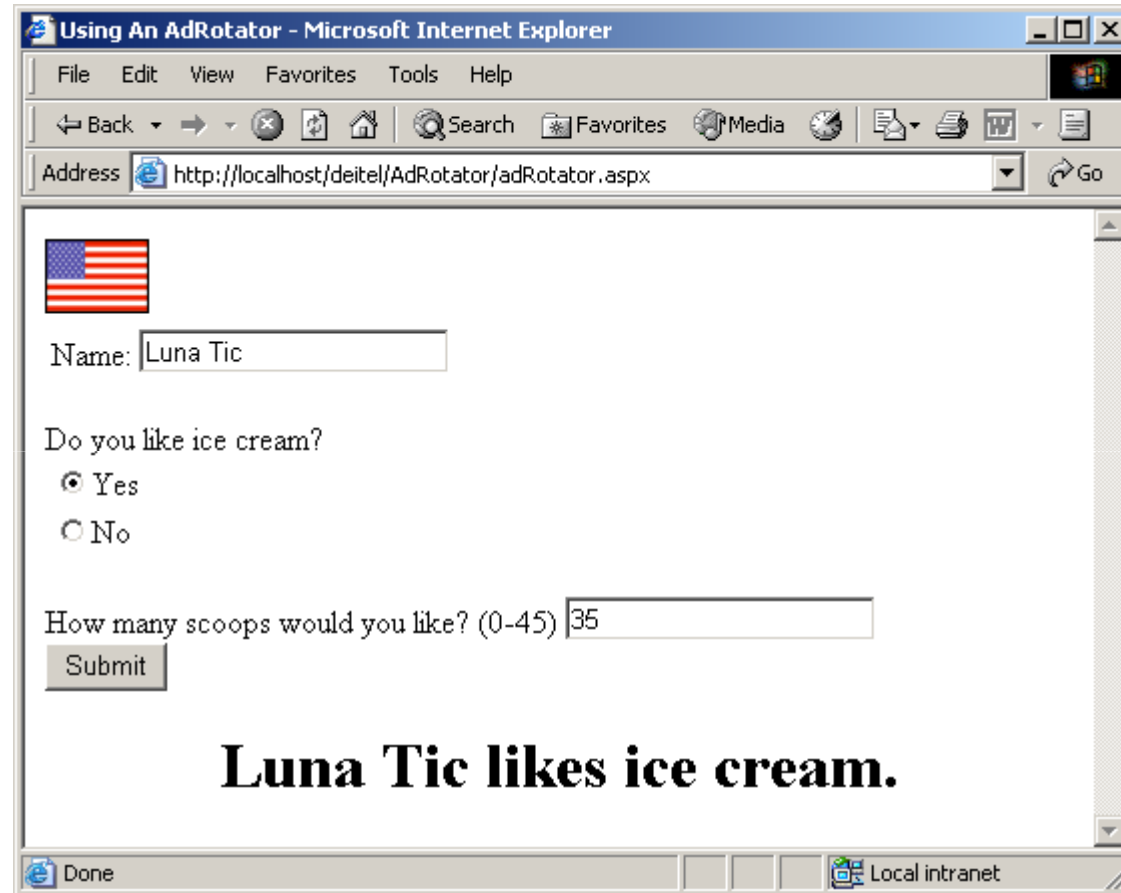 Using An AdRotator - Microsoft Internet Explorer
File Edit View Favorites Tools Help
Back Search Favorites Media W
Address http://localhost/deitel/AdRotator/adRotator.aspx Go
Name: Luna Tic
Do you like ice cream?
Yes
No
How many scoops would you like? (0-45) 35
Submit
Luna Tic likes ice cream.
Done Local intranet